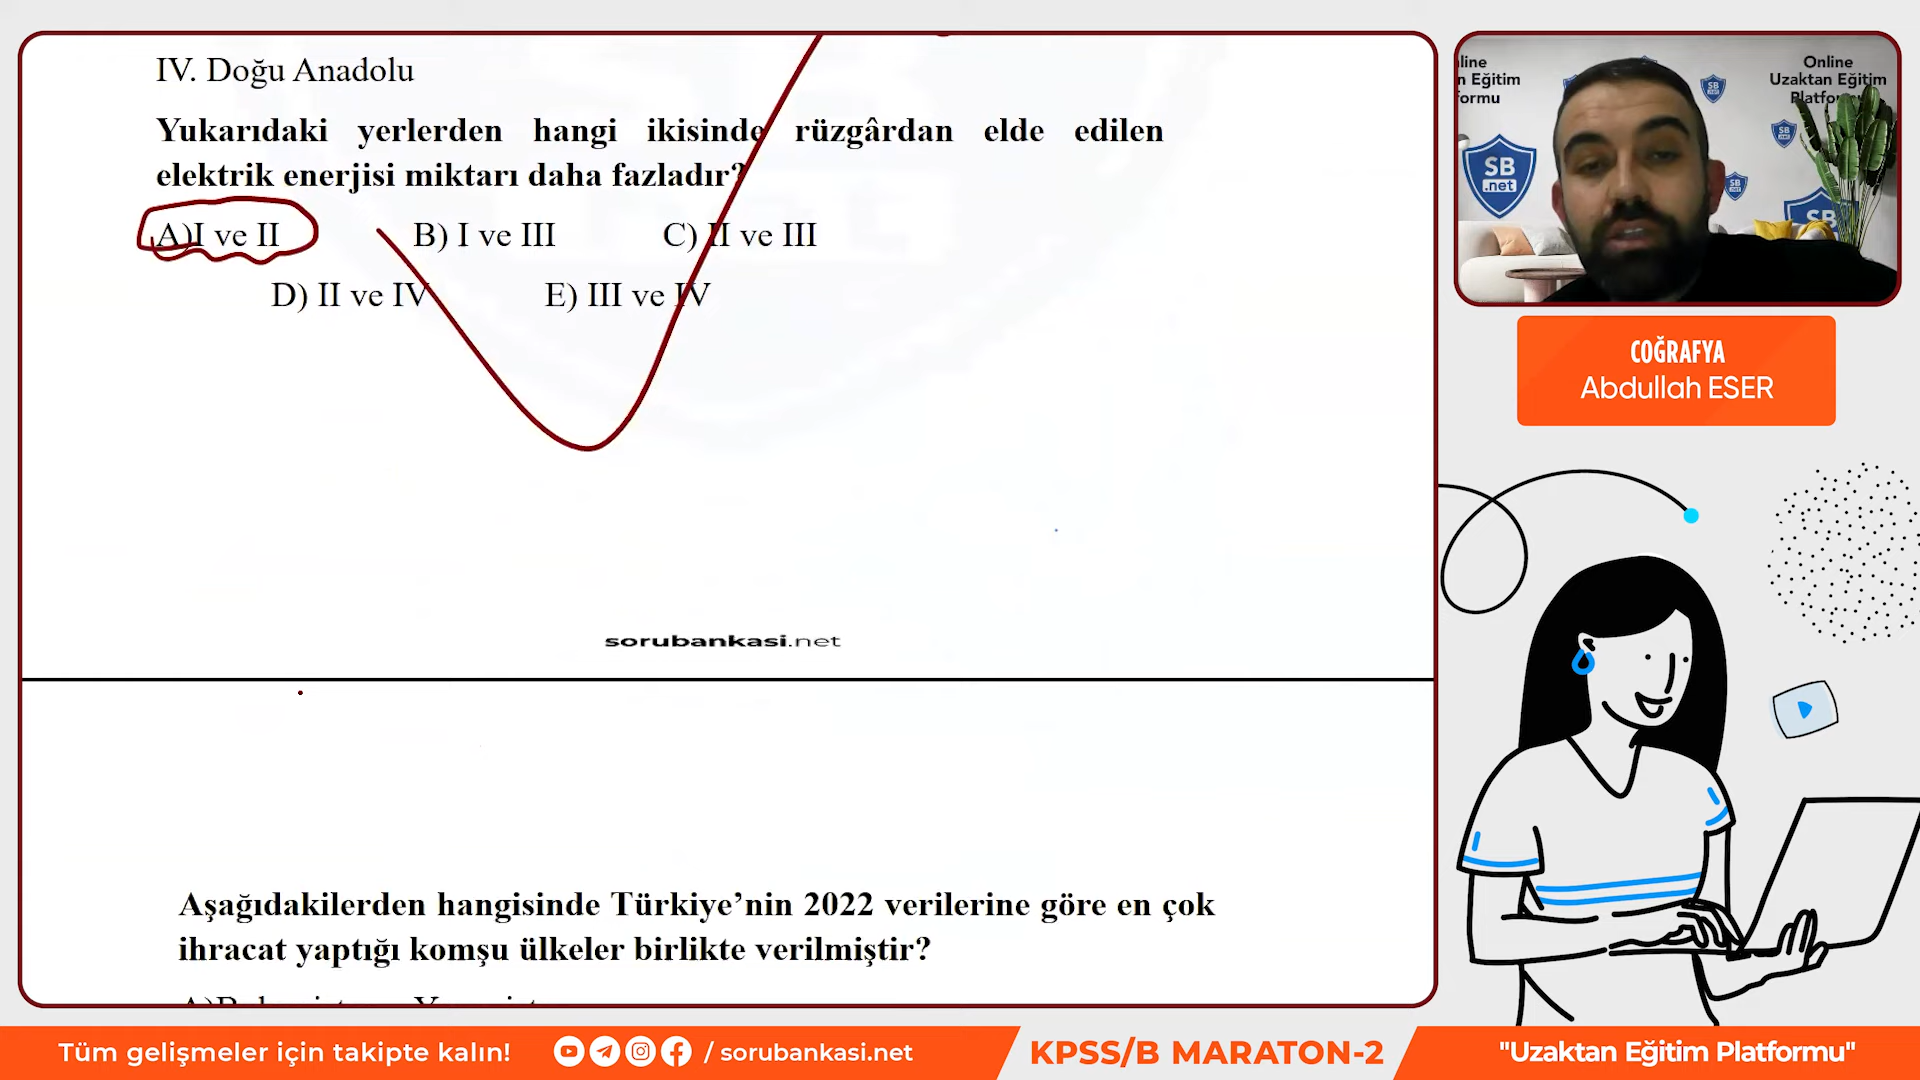 IV. Doğu Anadolu
Yukarıdaki yerlerden hangi ikisinde rüzgârdan elde edilen
elektrik enerjisi miktarı daha fazladır?
A)I ve II B) I ve III C) II ve III
D) II ve IV E) III ve IV
sorubankasi.net
Aşağıdakilerden hangisinde Türkiye’nin 2022 verilerine göre en çok
ihracat yaptığı komşu ülkeler birlikte verilmiştir?
Online
Uzaktan Eğitim
SB
.net
SB
SB
COĞRAFYA
Abdullah ESER
Tüm gelişmeler için takipte kalın!
/ sorubankasi.net
KPSS/B MARATON-2
"Uzaktan Eğitim Platformu"